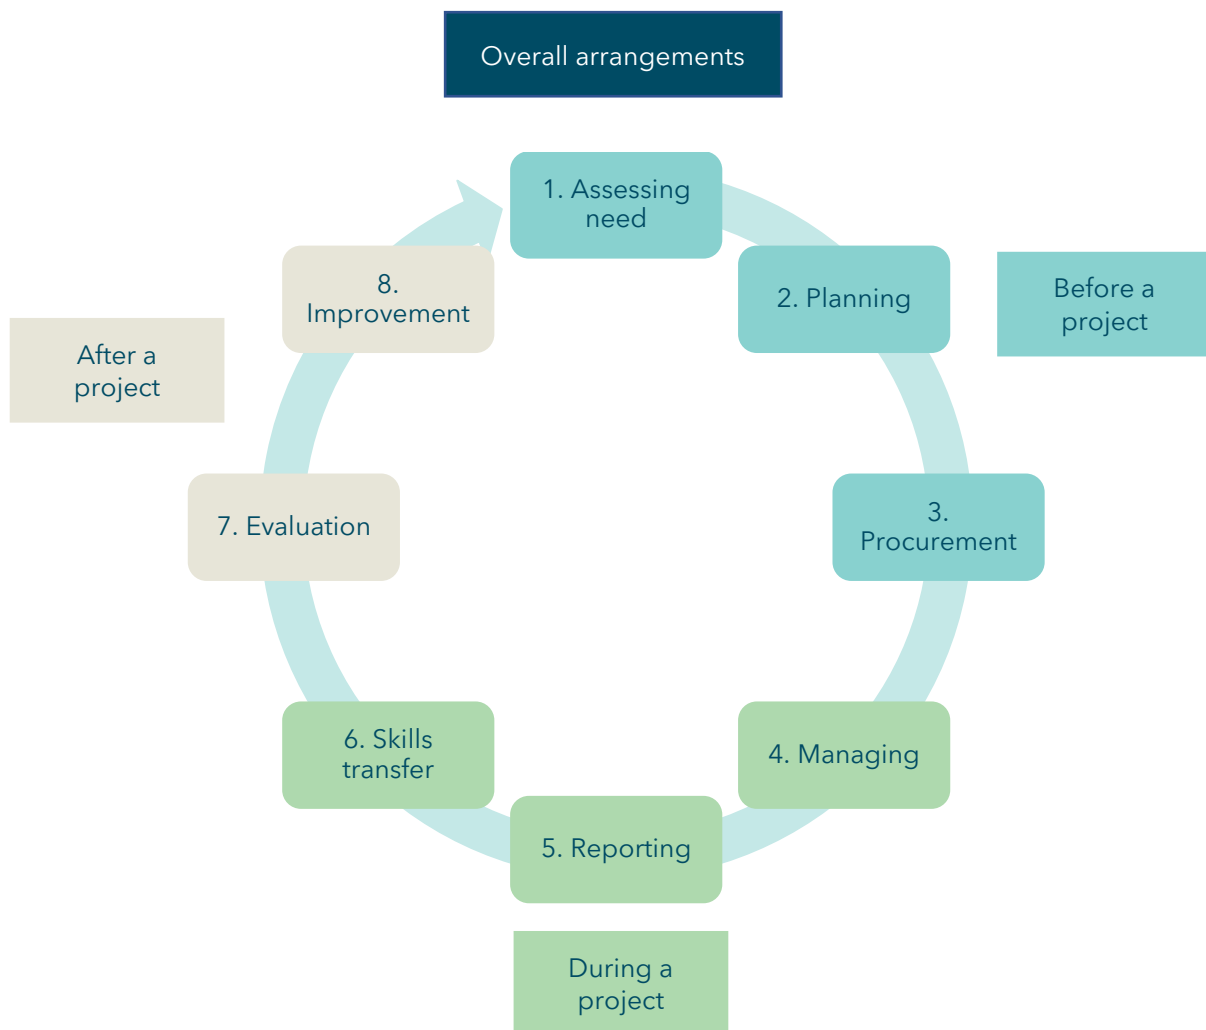 Overall arrangements
1. Assessing
need
2. Planning
Before a
project
3.
Procurement
4. Managing
5. Reporting
During a
project
6. Skills
transfer
7. Evaluation
8.
Improvement
After a
project